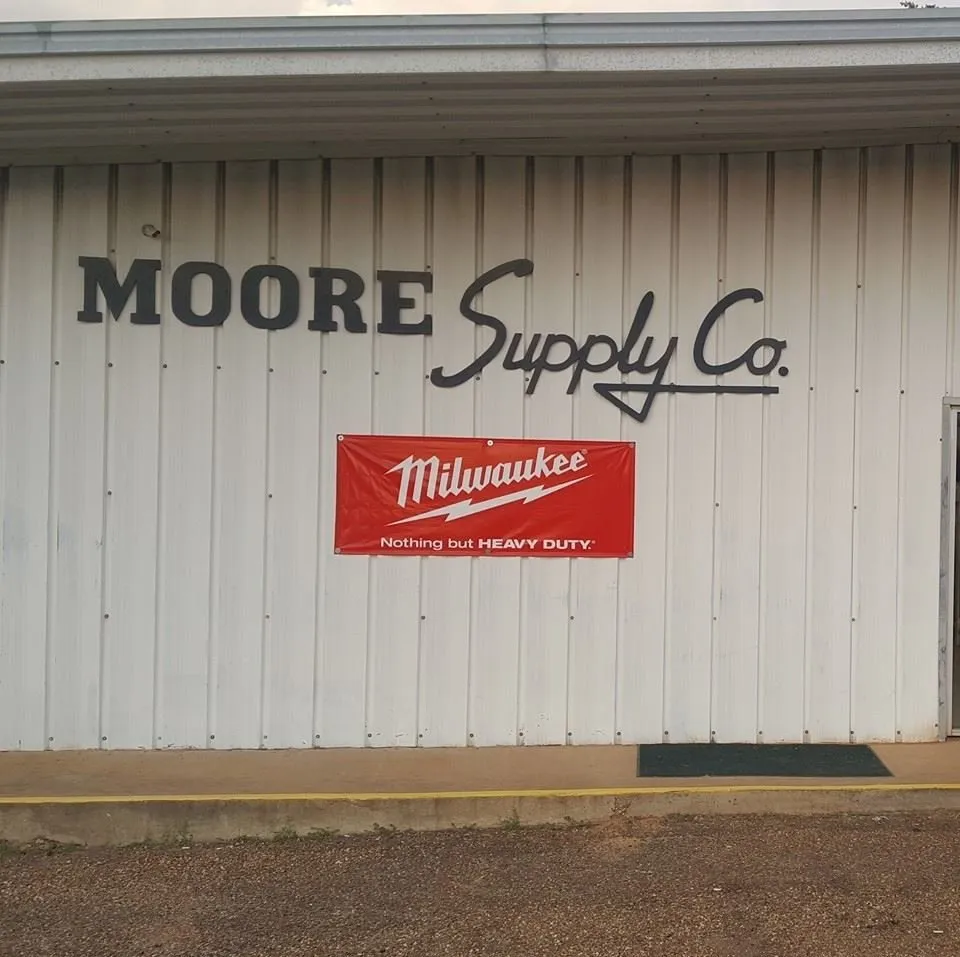 MOORE Supply Co.
Milwaukee®
Nothing but HEAVY DUTY.®